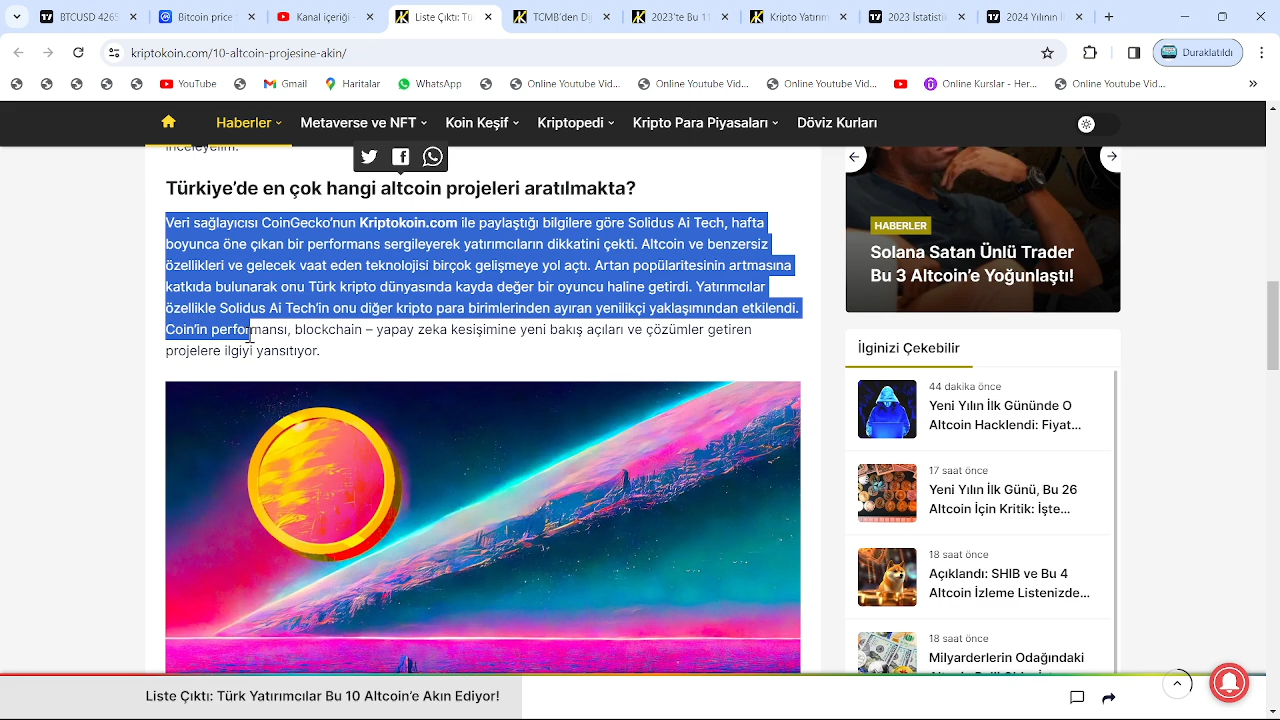 BTCUSD 4265
Bitcoin price
Kanal içeriği -
Liste Çıktı: Tü
TCMB'den D
2023'te Bu 1
Kripto Yatırım
2023 İstatisti
2024 Yılının İ
kriptokoin.com/10-altcoin-projesine-akin/
Duraklatıldı
YouTube
Gmail
Haritalar
WhatsApp
Online Youtube Vid...
Online Youtube Vid...
Online Youtube Vid...
Online Kurslar - Her...
Online Youtube Vid...
Haberler
Metaverse ve NFT
Koin Keşif
Kriptopedi
Kripto Para Piyasaları
Döviz Kurları
inceleyelim.
Türkiye’de en çok hangi altcoin projeleri aratılmakta?
Veri sağlayıcısı CoinGecko’nun Kriptokoin.com ile paylaştığı bilgilere göre Solidus Ai Tech, hafta
boyunca öne çıkan bir performans sergileyerek yatırımcıların dikkatini çekti. Altcoin ve benzersiz
özellikleri ve gelecek vaat eden teknolojisi birçok gelişmeye yol açtı. Artan popülaritesinin artmasına
katkıda bulunarak onu Türk kripto dünyasında kayda değer bir oyuncu haline getirdi. Yatırımcılar
özellikle Solidus Ai Tech’in onu diğer kripto para birimlerinden ayıran yenilikçi yaklaşımından etkilendi.
Coin’in performansı, blockchain – yapay zeka kesişimine yeni bakış açıları ve çözümler getiren
projelere ilgiyi yansıtıyor.
HABERLER
Solana Satan Ünlü Trader
Bu 3 Altcoin’e Yoğunlaştı!
İlginizi Çekebilir
44 dakika önce
Yeni Yılın İlk Gününde O
Altcoin Hacklendi: Fiyat...
17 saat önce
Yeni Yılın İlk Günü, Bu 26
Altcoin İçin Kritik: İşte...
18 saat önce
Açıklandı: SHIB ve Bu 4
Altcoin İzleme Listenizde...
18 saat önce
Milyarderlerin Odağındaki
Liste Çıktı: Türk Yatırımcılar Bu 10 Altcoin’e Akın Ediyor!